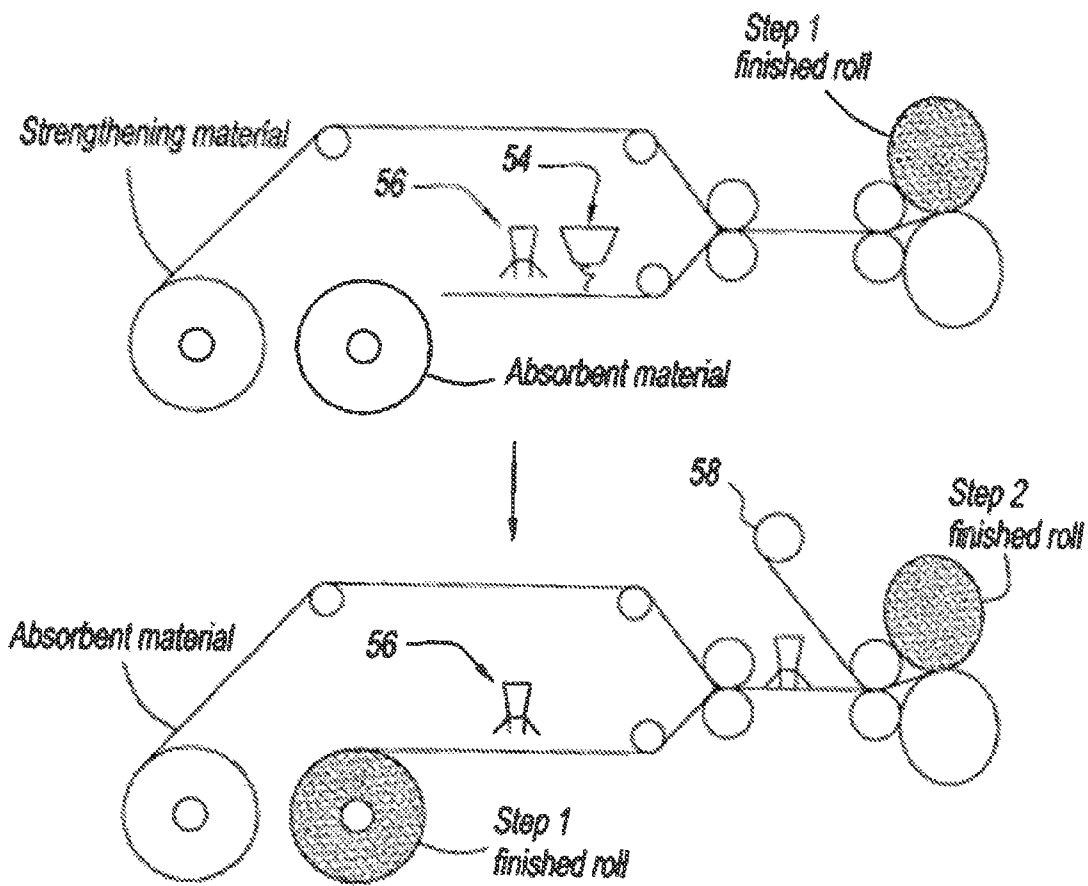 Step 1
finished roll
Strengthening material
56
54
Absorbent material
58
Step 2
finished roll
Absorbent material
56
Step 1
finished roll